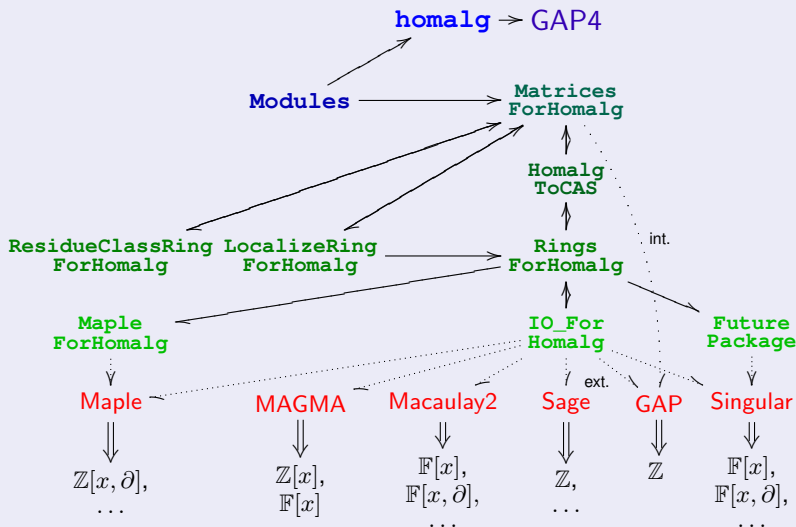 homalg GAP4
Modules
Matrices
ForHomalg
Homalg
ToCAS
int.
ResidueClassRing
ForHomalg
LocalizeRing
ForHomalg
Rings
ForHomalg
Maple
ForHomalg
IO_For
Homalg
Future
Package
ext.
Maple
MAGMA
Macaulay2
Sage
GAP
Singular
ℤ[x, ∂],
...
ℤ[x],
𝔽[x]
𝔽[x],
𝔽[x, ∂],
...
ℤ,
...
ℤ
𝔽[x],
𝔽[x, ∂],
...